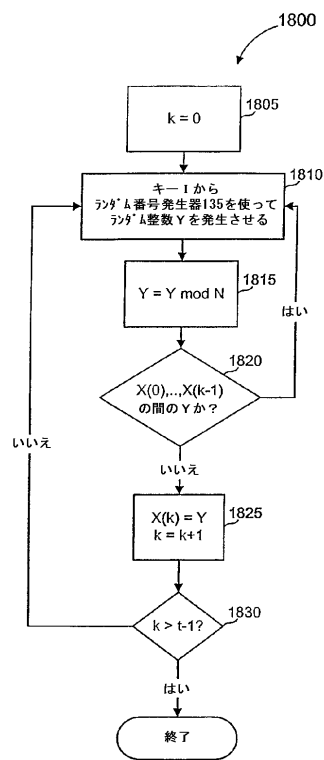 1800
k = 0
1805
キーIから
ランダム番号発生器135を使って
ランダム整数Yを発生させる
1810
Y = Y mod N
1815
はい
X(0),..,X(k-1)
の間のYか?
1820
いいえ
いいえ
X(k) = Y
k = k+1
1825
k > t-1?
1830
はい
終了